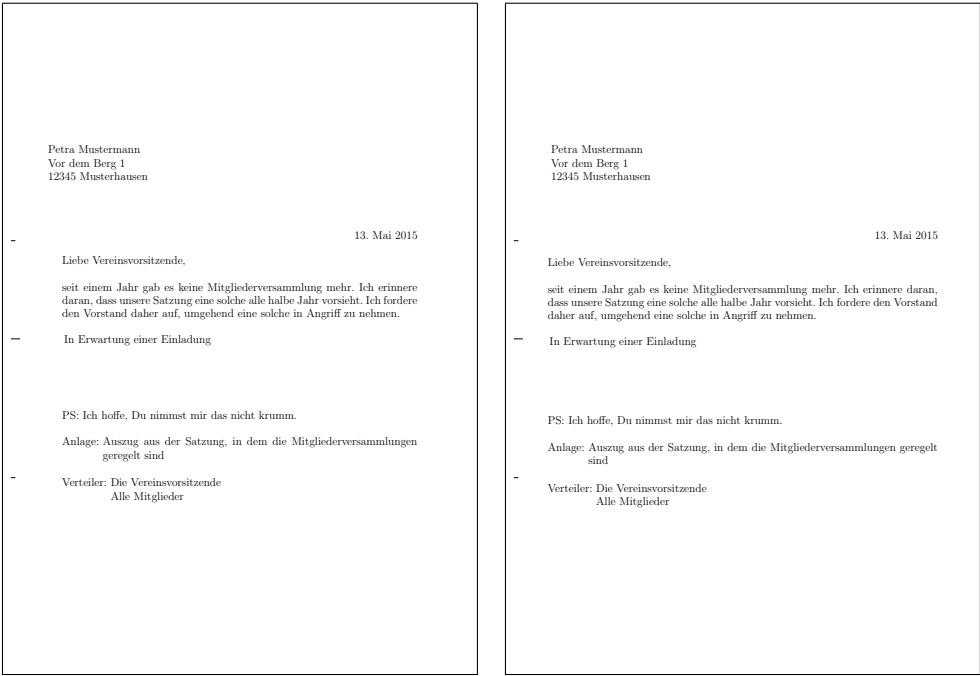 Petra Mustermann
Vor dem Berg 1
12345 Musterhausen
13. Mai 2015
Liebe Vereinsvorsitzende,
seit einem Jahr gab es keine Mitgliederversammlung mehr. Ich erinnere
daran, dass unsere Satzung eine solche alle halbe Jahr vorsieht. Ich fordere
den Vorstand daher auf, umgehend eine solche in Angriff zu nehmen.
In Erwartung einer Einladung
PS: Ich hoffe, Du nimmst mir das nicht krumm.
Anlage: Auszug aus der Satzung, in dem die Mitgliederversammlungen
geregelt sind
Verteiler: Die Vereinsvorsitzende
Alle Mitglieder
Petra Mustermann
Vor dem Berg 1
12345 Musterhausen
13. Mai 2015
Liebe Vereinsvorsitzende,
seit einem Jahr gab es keine Mitgliederversammlung mehr. Ich erinnere daran,
dass unsere Satzung eine solche alle halbe Jahr vorsieht. Ich fordere den Vorstand
daher auf, umgehend eine solche in Angriff zu nehmen.
In Erwartung einer Einladung
PS: Ich hoffe, Du nimmst mir das nicht krumm.
Anlage: Auszug aus der Satzung, in dem die Mitgliederversammlungen geregelt
sind
Verteiler: Die Vereinsvorsitzende
Alle Mitglieder